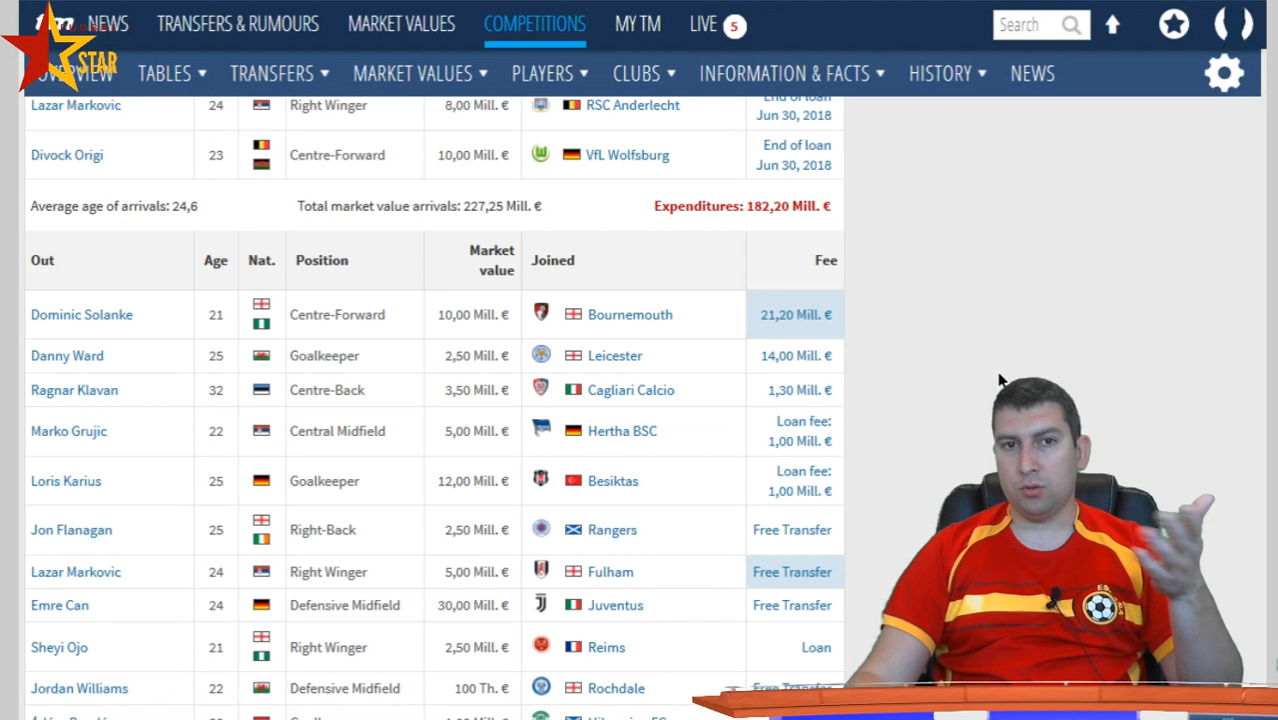 tm NEWS TRANSFERS & RUMOURS MARKET VALUES COMPETITIONS MY TM LIVE 5 Search
STAR
OVERVIEW TABLES TRANSFERS MARKET VALUES PLAYERS CLUBS INFORMATION & FACTS HISTORY NEWS
Lazar Markovic 24 Right Winger 8,00 Mill. € RSC Anderlecht End of loan
Jun 30, 2018
Divock Origi 23 Centre-Forward 10,00 Mill. € VfL Wolfsburg End of loan
Jun 30, 2018
Average age of arrivals: 24,6 Total market value arrivals: 227,25 Mill. € Expenditures: 182,20 Mill. €
Out Age Nat. Position Market value Joined Fee
Dominic Solanke 21 Centre-Forward 10,00 Mill. € Bournemouth 21,20 Mill. €
Danny Ward 25 Goalkeeper 2,50 Mill. € Leicester 14,00 Mill. €
Ragnar Klavan 32 Centre-Back 3,50 Mill. € Cagliari Calcio 1,30 Mill. €
Marko Grujic 22 Central Midfield 5,00 Mill. € Hertha BSC Loan fee:
1,00 Mill. €
Loris Karius 25 Goalkeeper 12,00 Mill. € Besiktas Loan fee:
1,00 Mill. €
Jon Flanagan 25 Right-Back 2,50 Mill. € Rangers Free Transfer
Lazar Markovic 24 Right Winger 5,00 Mill. € Fulham Free Transfer
Emre Can 24 Defensive Midfield 30,00 Mill. € Juventus Free Transfer
Sheyi Ojo 21 Right Winger 2,50 Mill. € Reims Loan
Jordan Williams 22 Defensive Midfield 100 Th. € Rochdale Free Transfer